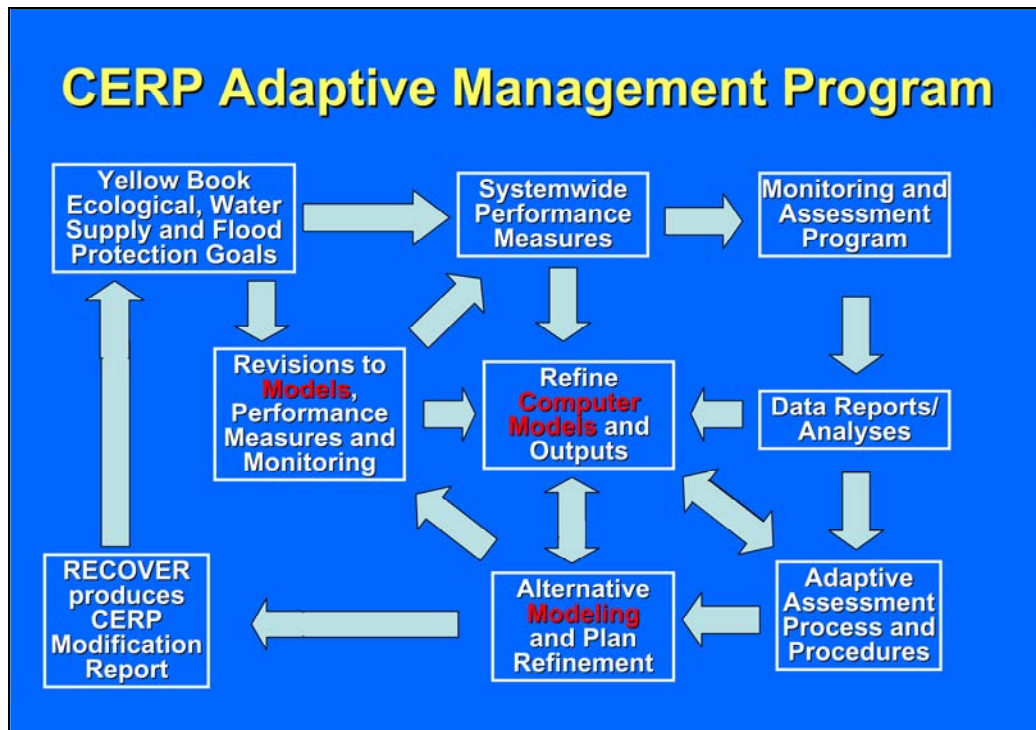 CERP Adaptive Management Program
Yellow Book
Ecological, Water
Supply and Flood
Protection Goals
Systemwide
Performance
Measures
Monitoring and
Assessment
Program
Revisions to
Models,
Performance
Measures and
Monitoring
Refine
Computer
Models and
Outputs
Data Reports/
Analyses
RECOVER
produces
CERP
Modification
Report
Alternative
Modeling
and Plan
Refinement
Adaptive
Assessment
Process and
Procedures